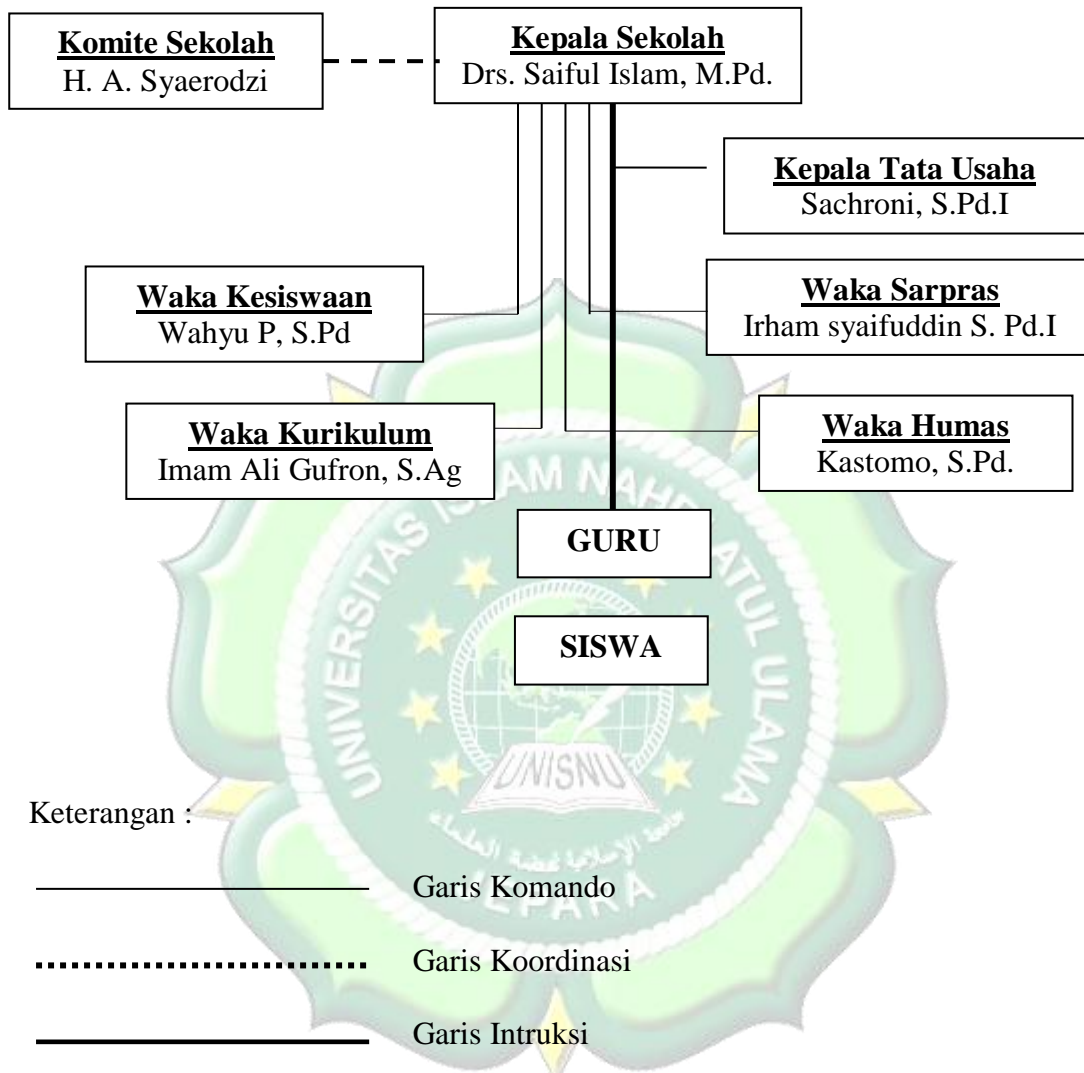 Komite Sekolah
H. A. Syaerodzi
Kepala Sekolah
Drs. Saiful Islam, M.Pd.
Kepala Tata Usaha
Sachroni, S.Pd.I
Waka Kesiswaan
Wahyu P, S.Pd
Waka Sarpras
Irham syaifuddin S. Pd.I
Waka Kurikulum
Imam Ali Gufron, S.Ag
Waka Humas
Kastomo, S.Pd.
GURU
SISWA
UNISNU
JEPARA
Keterangan :
Garis Komando
Garis Koordinasi
Garis Intruksi